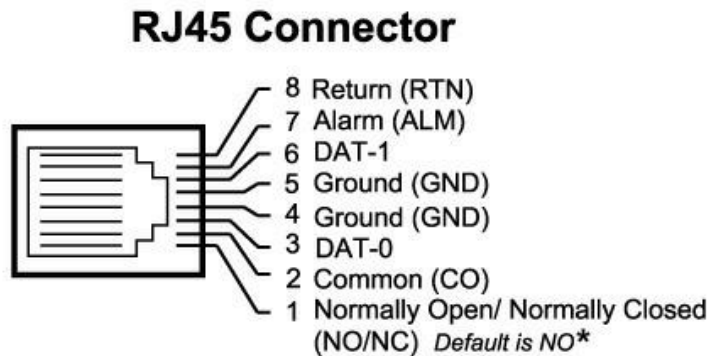 RJ45 Connector
8 Return (RTN)
7 Alarm (ALM)
6 DAT-1
5 Ground (GND)
4 Ground (GND)
3 DAT-0
2 Common (CO)
1 Normally Open/ Normally Closed
(NO/NC) Default is NO*